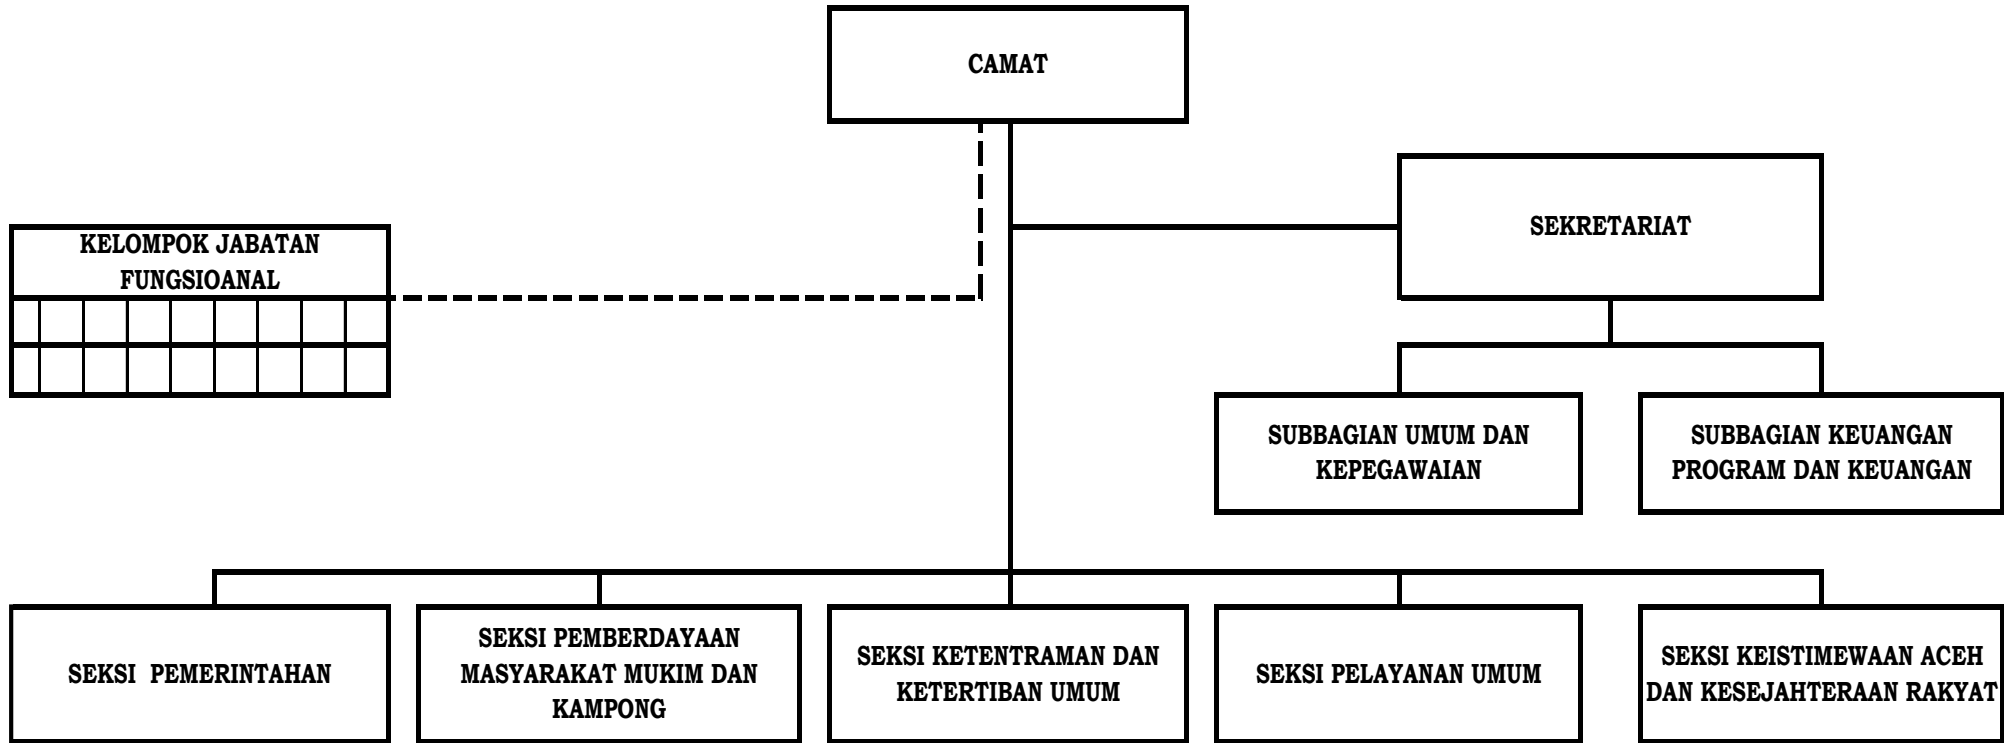 CAMAT
SEKRETARIAT
KELOMPOK JABATAN
FUNGSIOANAL
SUBBAGIAN UMUM DAN
KEPEGAWAIAN
SUBBAGIAN KEUANGAN
PROGRAM DAN KEUANGAN
SEKSI  PEMERINTAHAN
SEKSI PEMBERDAYAAN
MASYARAKAT MUKIM DAN
KAMPONG
SEKSI KETENTRAMAN DAN
KETERTIBAN UMUM
SEKSI PELAYANAN UMUM
SEKSI KEISTIMEWAAN ACEH
DAN KESEJAHTERAAN RAKYAT